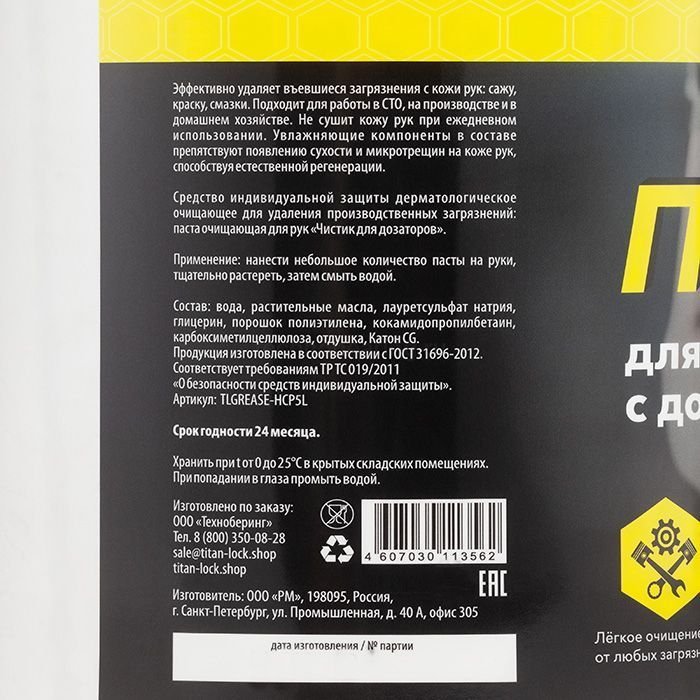 Эффективно удаляет въевшиеся загрязнения с кожи рук: сажу,
краску, смазки. Подходит для работы в СТО, на производстве и в
домашнем хозяйстве. Не сушит кожу рук при ежедневном
использовании. Увлажняющие компоненты в составе
препятствуют появлению сухости и микротрещин на коже рук,
способствуя естественной регенерации.
Средство индивидуальной защиты дерматологическое
очищающее для удаления производственных загрязнений:
паста очищающая для рук «Чистик для дозаторов».
Применение: нанести небольшое количество пасты на руки,
тщательно растереть, затем смыть водой.
Состав: вода, растительные масла, лауретсульфат натрия,
глицерин, порошок полиэтилена, кокамидопропилбетаин,
карбоксиметилцеллюлоза, отдушка, Катон CG.
Продукция изготовлена в соответствии с ГОСТ 31696-2012.
Соответствует требованиям ТР ТС 019/2011
«О безопасности средств индивидуальной защиты».
Артикул: TLGREASE-HCP5L
Срок годности 24 месяца.
Хранить при t от 0 до 25°С в крытых складских помещениях.
При попадании в глаза промыть водой.
Изготовлено по заказу:
ООО «Техноберинг»
Тел. 8 (800) 350-08-28
sale@titan-lock.shop
titan-lock.shop
4 607030 113562
EAC
Изготовитель: ООО «РМ», 198095, Россия,
г. Санкт-Петербург, ул. Промышленная, д. 40 А, офис 305
дата изготовления / № партии
П
для
с до
Лёгкое очищение
от любых загрязн